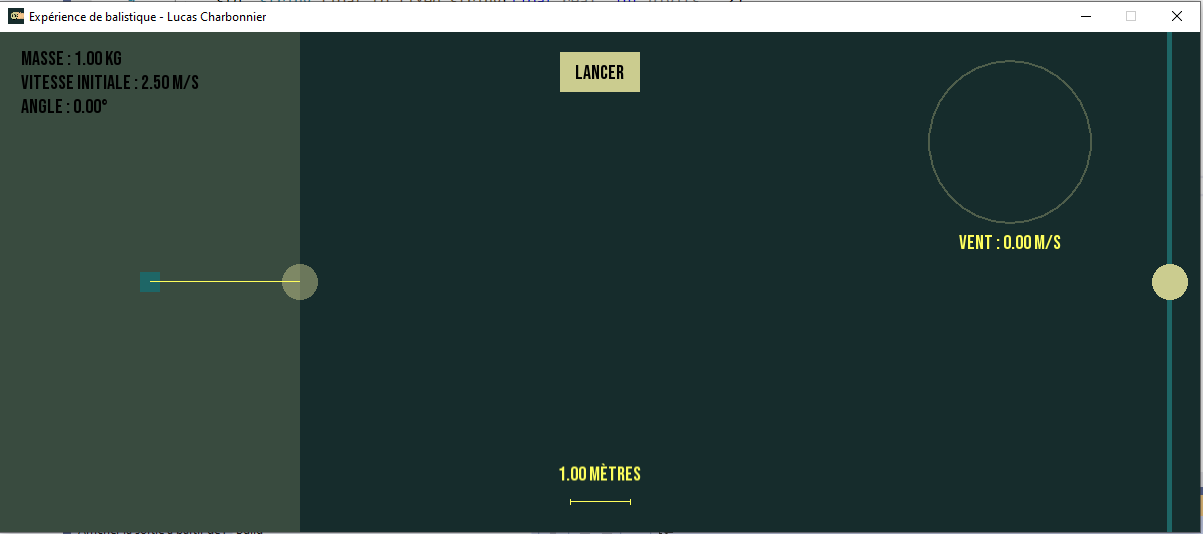 Expérience de balistique - Lucas Charbonnier
MASSE : 1.00 KG
VITESSE INITIALE : 2.50 M/S
ANGLE : 0.00°
LANCER
VENT : 0.00 M/S
1.00 MÈTRES